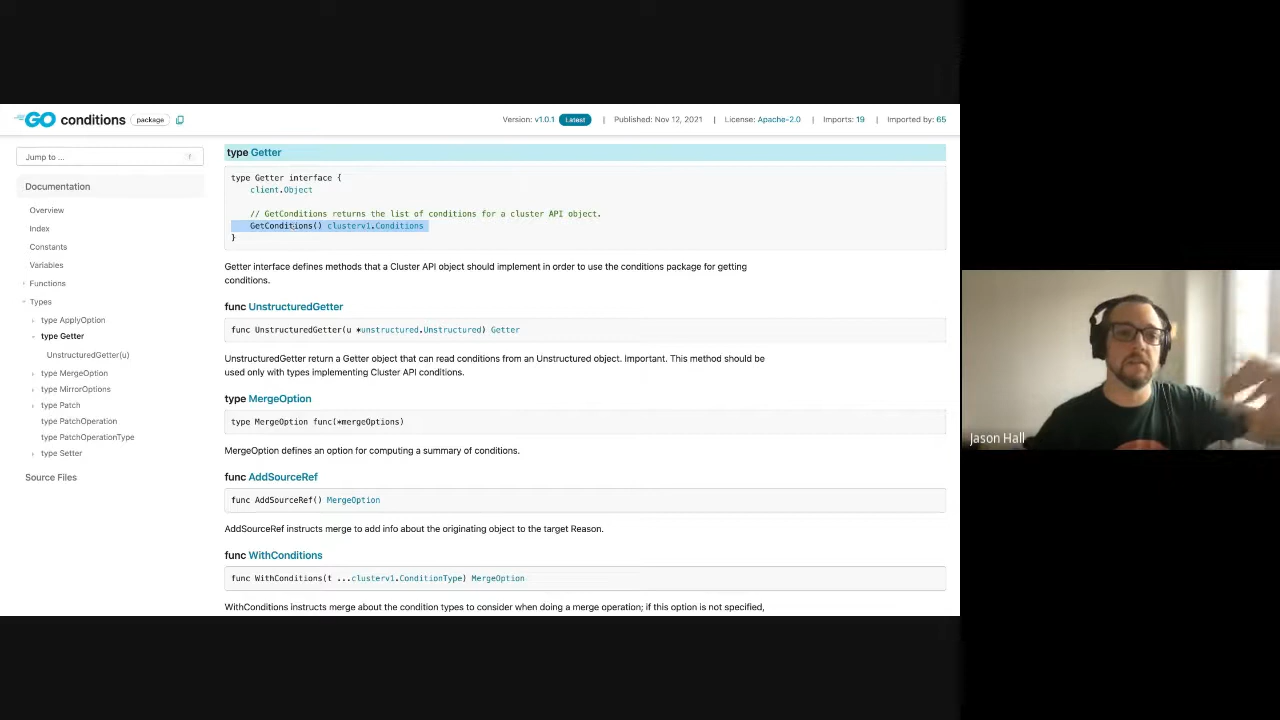 GO conditions package
Version: v1.0.1 Latest | Published: Nov 12, 2021 | License: Apache-2.0 | Imports: 19 | Imported by: 65
Jump to ... f
Documentation
Overview
Index
Constants
Variables
Functions
Types
type ApplyOption
type Getter
UnstructuredGetter(u)
type MergeOption
type MirrorOptions
type Patch
type PatchOperation
type PatchOperationType
type Setter
Source Files
type Getter
type Getter interface {
client.Object
// GetConditions returns the list of conditions for a cluster API object.
GetConditions() clusterv1.Conditions
}
Getter interface defines methods that a Cluster API object should implement in order to use the conditions package for getting
conditions.
func UnstructuredGetter
func UnstructuredGetter(u *unstructured.Unstructured) Getter
UnstructuredGetter return a Getter object that can read conditions from an Unstructured object. Important. This method should be
used only with types implementing Cluster API conditions.
type MergeOption
type MergeOption func(*mergeOptions)
MergeOption defines an option for computing a summary of conditions.
func AddSourceRef
func AddSourceRef() MergeOption
AddSourceRef instructs merge to add info about the originating object to the target Reason.
func WithConditions
func WithConditions(t ...clusterv1.ConditionType) MergeOption
WithConditions instructs merge about the condition types to consider when doing a merge operation; if this option is not specified,
Jason Hall